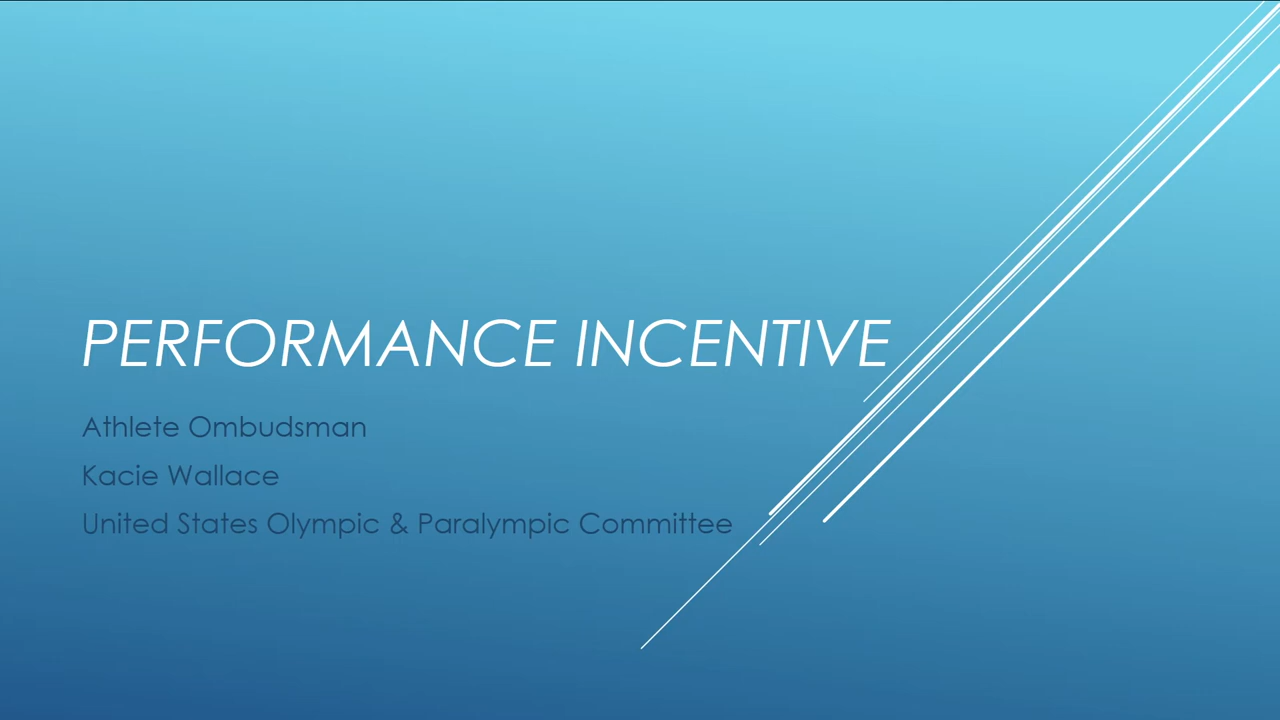 PERFORMANCE INCENTIVE
Athlete Ombudsman
Kacie Wallace
United States Olympic & Paralympic Committee